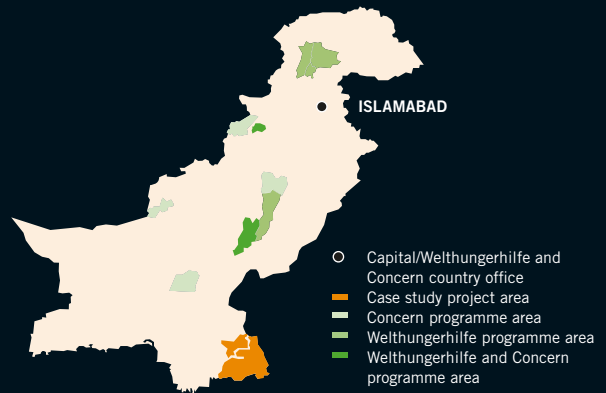 ISLAMABAD
Capital/Welthungerhilfe and
Concern country office
Case study project area
Concern programme area
Welthungerhilfe programme area
Welthungerhilfe and Concern
programme area